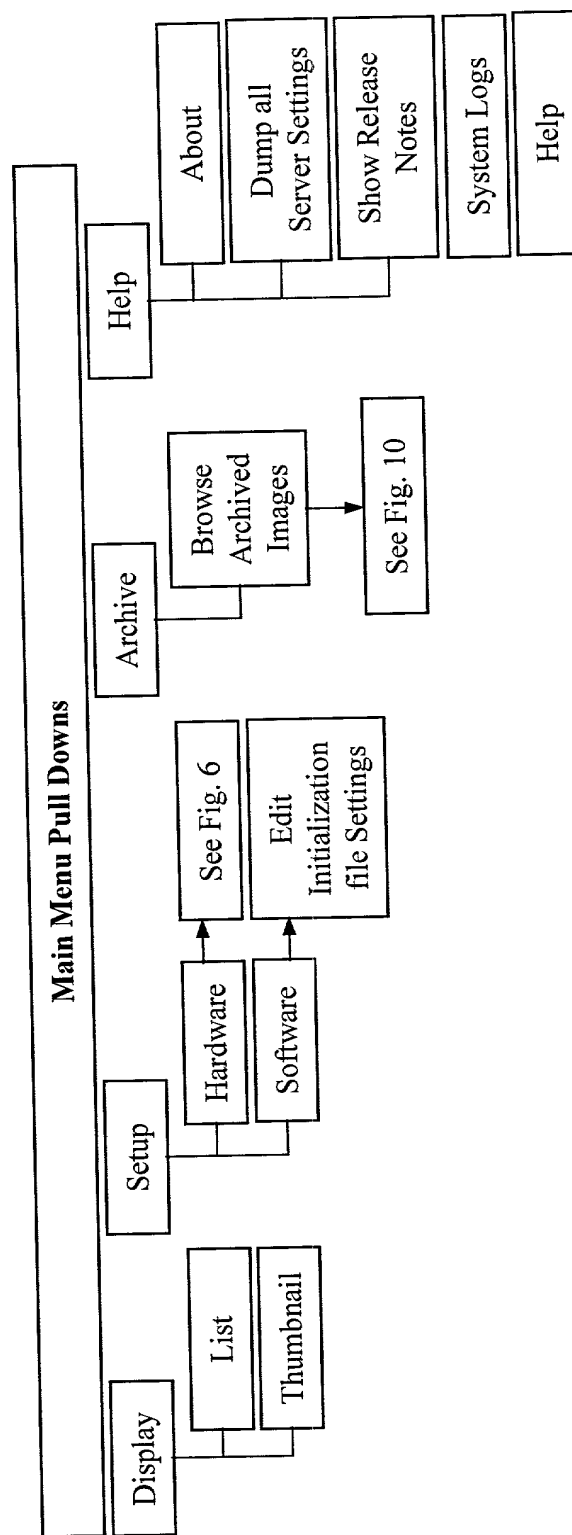 Main Menu Pull Downs
Display
List
Thumbnail
Setup
Hardware
See Fig. 6
Software
Edit
Initialization
file Settings
Archive
Browse
Archived
Images
See Fig. 10
Help
About
Dump all
Server Settings
Show Release
Notes
System Logs
Help